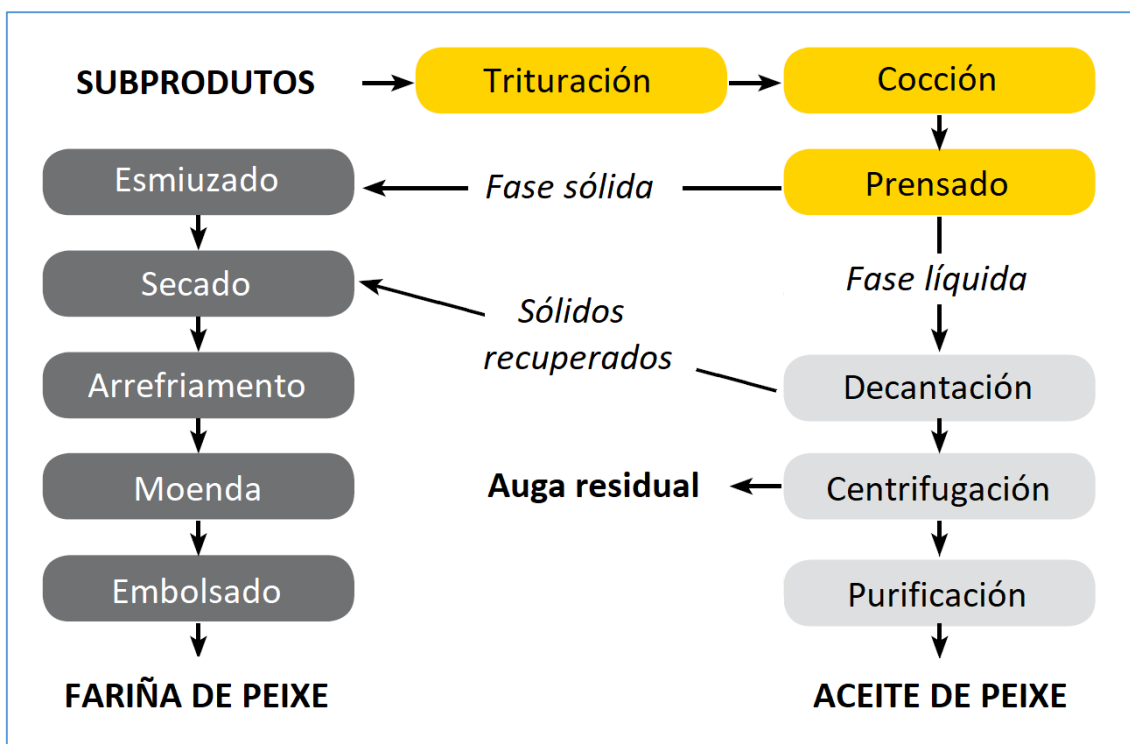 SUBPRODUTOS
Trituración
Cocción
Esmiuzado
Fase sólida
Prensado
Secado
Sólidos
recuperados
Fase líquida
Arrefriamento
Decantación
Moenda
Auga residual
Centrifugación
Embolsado
Purificación
FARIÑA DE PEIXE
ACEITE DE PEIXE